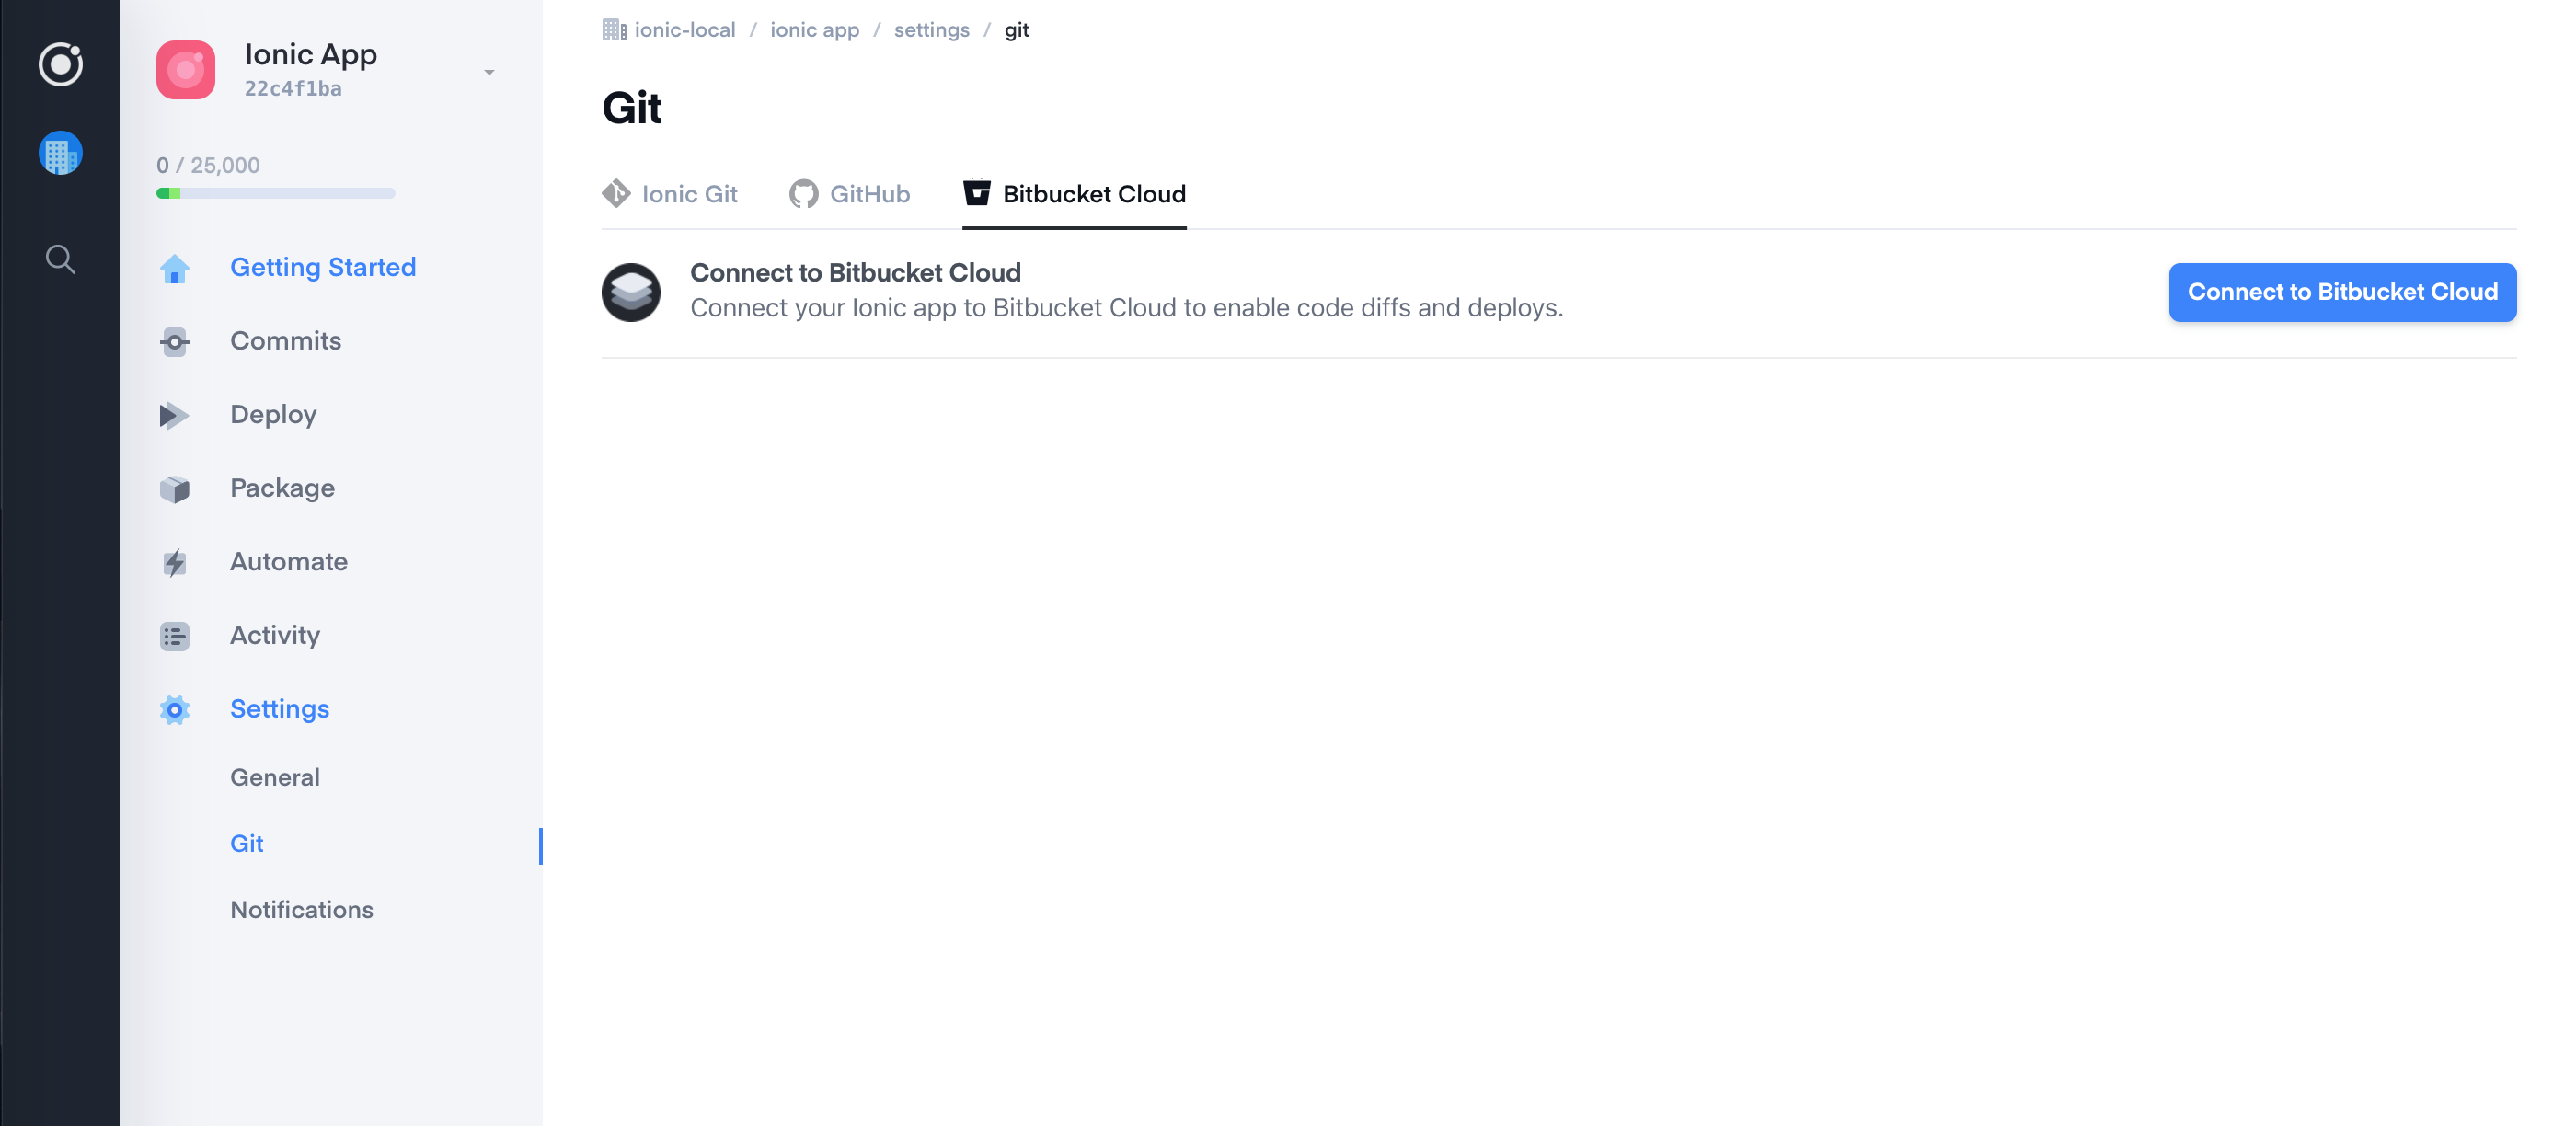 Ionic App
22c4f1ba
0 / 25,000
Getting Started
Commits
Deploy
Package
Automate
Activity
Settings
General
Git
Notifications
ionic-local / ionic app / settings / git
Git
Ionic Git GitHub Bitbucket Cloud
Connect to Bitbucket Cloud
Connect your Ionic app to Bitbucket Cloud to enable code diffs and deploys.
Connect to Bitbucket Cloud